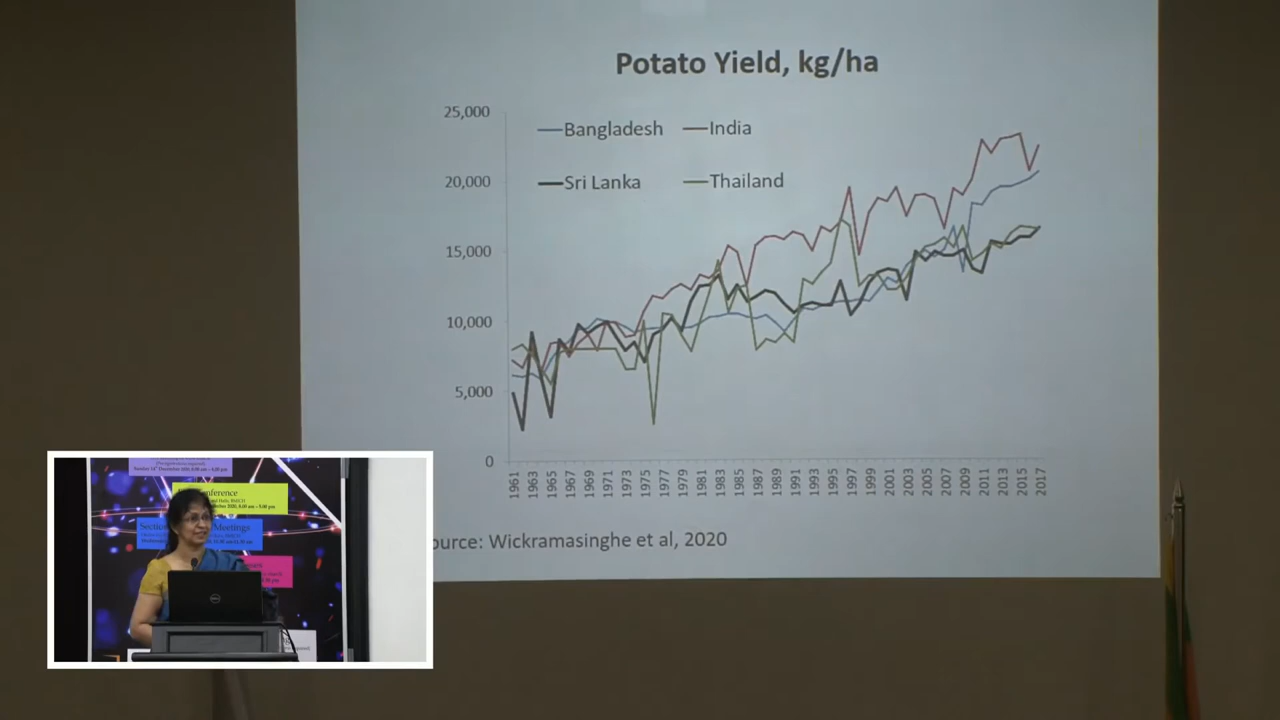 Potato Yield, kg/ha
25,000
Bangladesh India
20,000
Sri Lanka Thailand
15,000
10,000
5,000
0
1961 1963 1965 1967 1969 1971 1973 1975 1977 1979 1981 1983 1985 1987 1989 1991 1993 1995 1997 1999 2001 2003 2005 2007 2009 2011 2013 2015 2017
ource: Wickramasinghe et al, 2020
Conference
Meetings
DELL